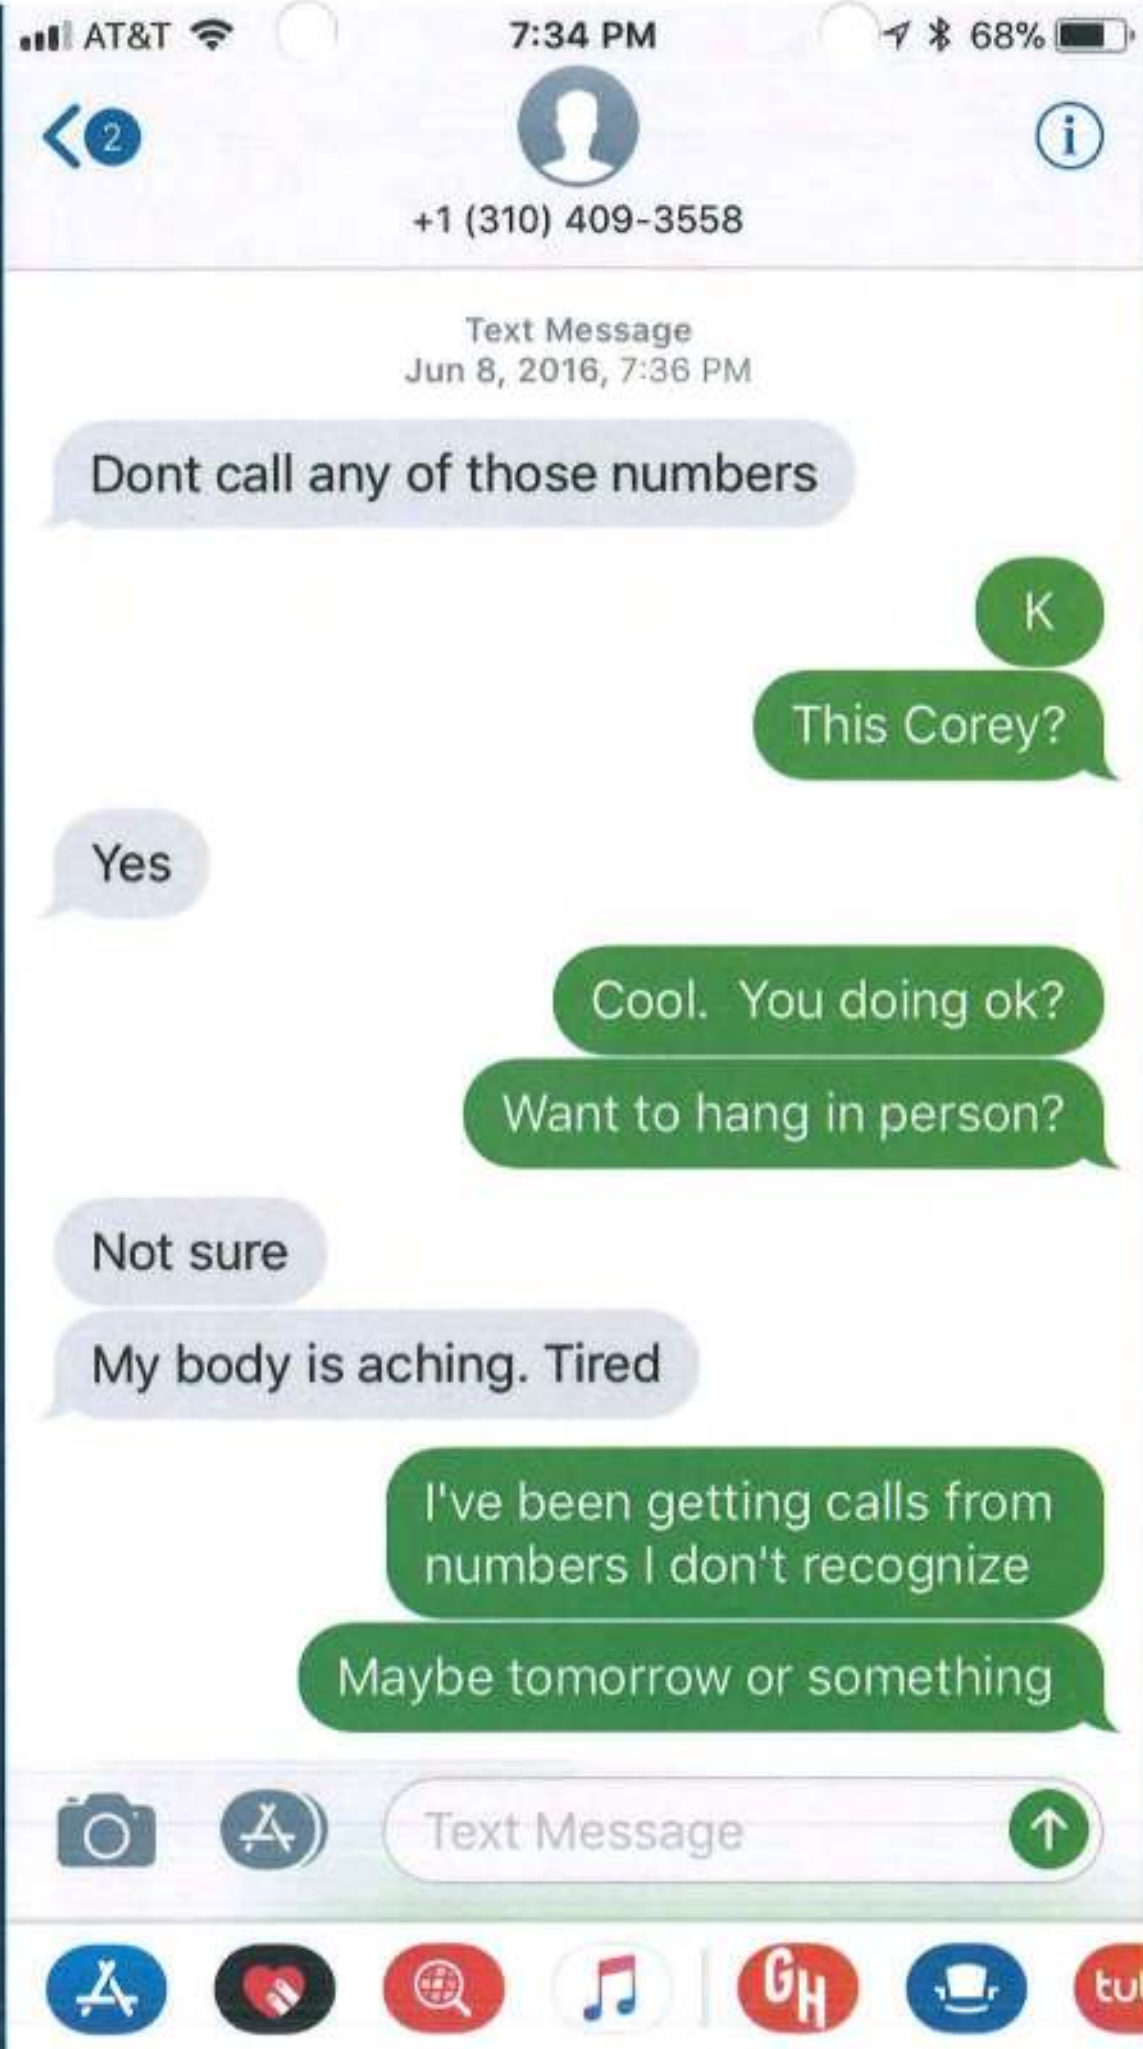 AT&T 7:34 PM 68%
2
+1 (310) 409-3558
Text Message
Jun 8, 2016, 7:36 PM
Dont call any of those numbers
K
This Corey?
Yes
Cool.  You doing ok?
Want to hang in person?
Not sure
My body is aching. Tired
I've been getting calls from
numbers I don't recognize
Maybe tomorrow or something
Text Message
GH tu